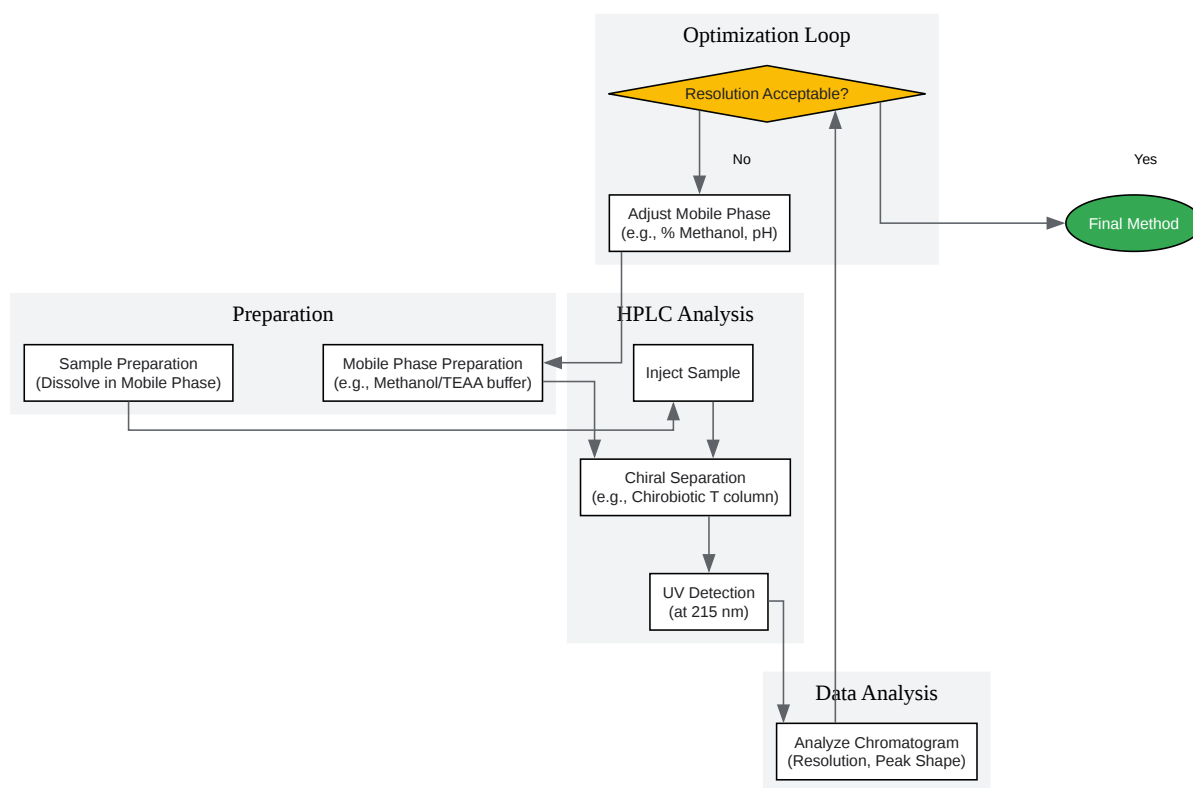 Optimization Loop
Resolution Acceptable?
No
Yes
Adjust Mobile Phase
(e.g., % Methanol, pH)
Final Method
Preparation
HPLC Analysis
Sample Preparation
(Dissolve in Mobile Phase)
Mobile Phase Preparation
(e.g., Methanol/TEAA buffer)
Inject Sample
Chiral Separation
(e.g., Chirobiotic T column)
UV Detection
(at 215 nm)
Data Analysis
Analyze Chromatogram
(Resolution, Peak Shape)